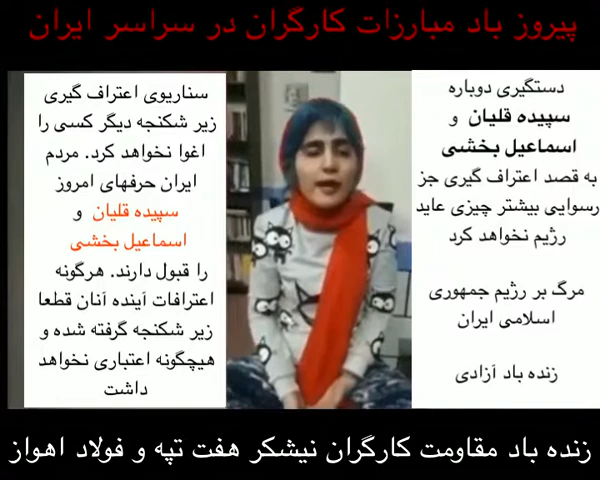 پیروز باد مبارزات کارگران در سراسر ایران
دستگیری دوباره
سپیده قلیان و
اسماعیل بخشی
به قصد اعتراف گیری جز
رسوایی بیشتر چیزی عاید
رژیم نخواهد کرد
مرگ بر رژیم جمهوری
اسلامی ایران
زنده باد آزادی
سناریوی اعتراف گیری
زیر شکنجه دیگر کسی را
اغوا نخواهد کرد. مردم
ایران حرفهای امروز
سپیده قلیان و
اسماعیل بخشی
را قبول دارند. هرگونه
اعترافات آینده آنان قطعا
زیر شکنجه گرفته شده و
هیچگونه اعتباری نخواهد
داشت
زنده باد مقاومت کارگران نیشکر هفت تپه و فولاد اهواز